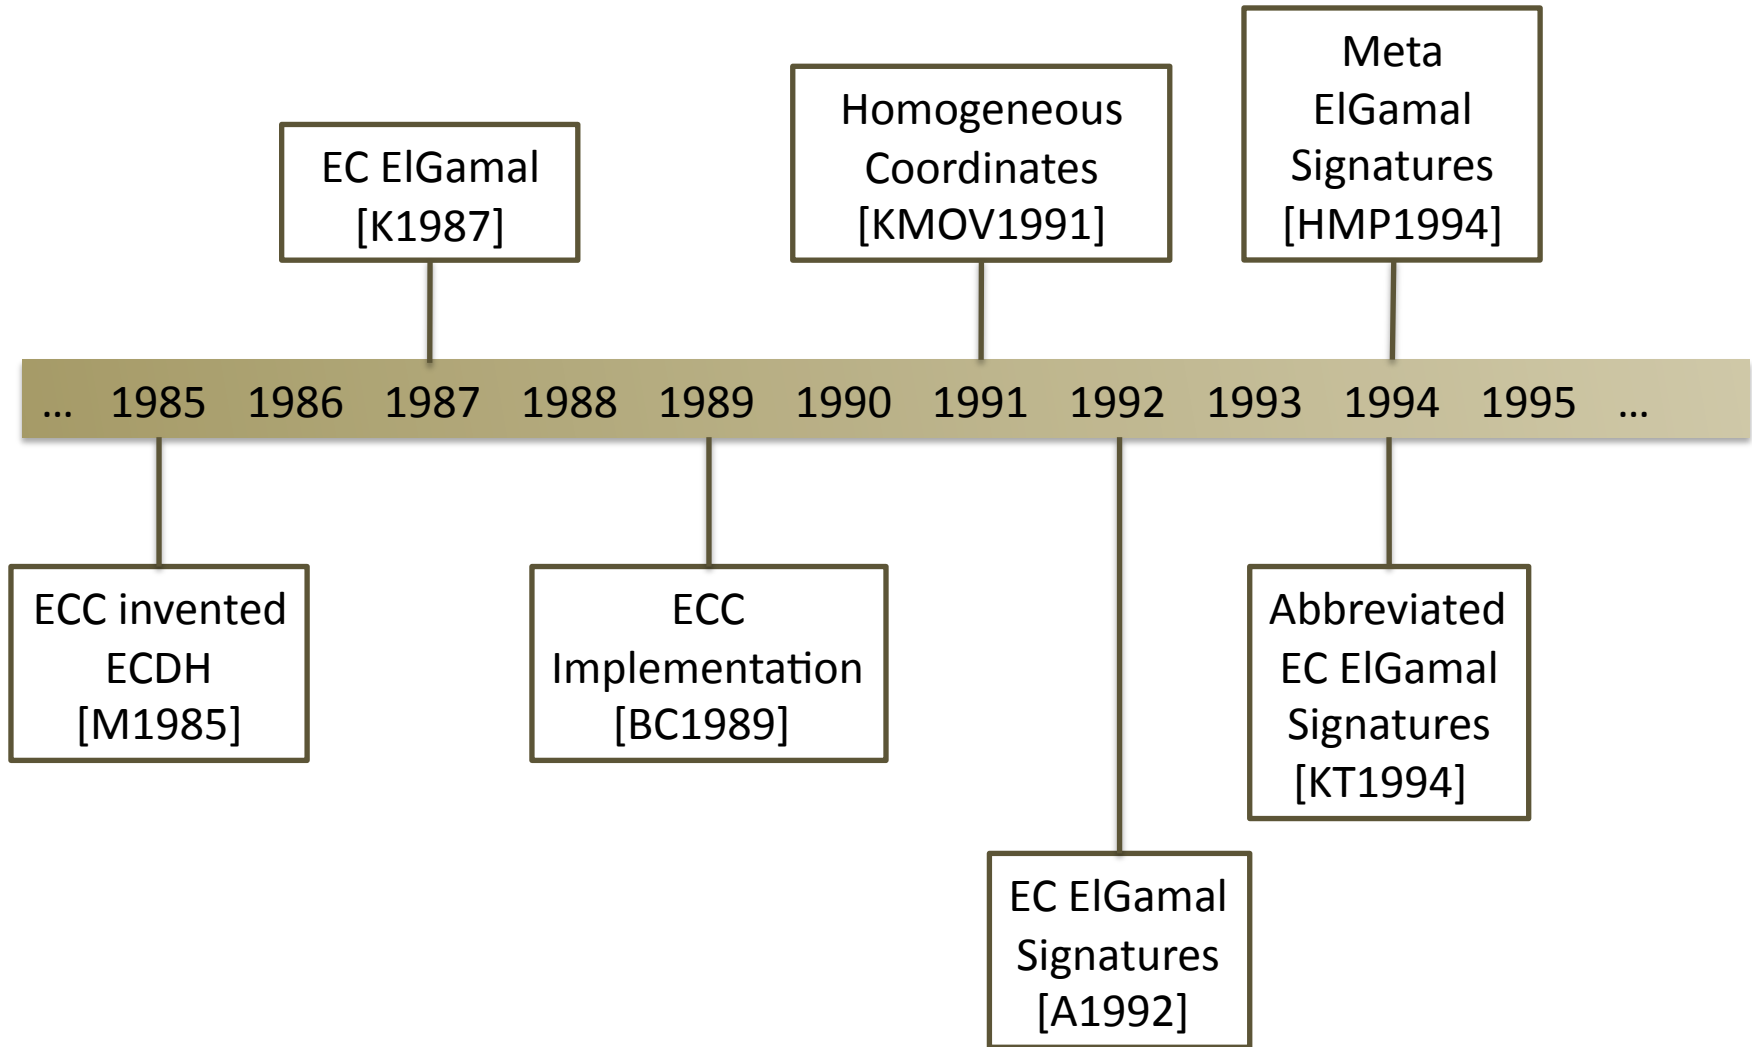 Meta
ElGamal
Signatures
[HMP1994]
Homogeneous
Coordinates
[KMOV1991]
EC ElGamal
[K1987]
... 1985 1986 1987 1988 1989 1990 1991 1992 1993 1994 1995 ...
ECC invented
ECDH
[M1985]
ECC
Implementation
[BC1989]
Abbreviated
EC ElGamal
Signatures
[KT1994]
EC ElGamal
Signatures
[A1992]